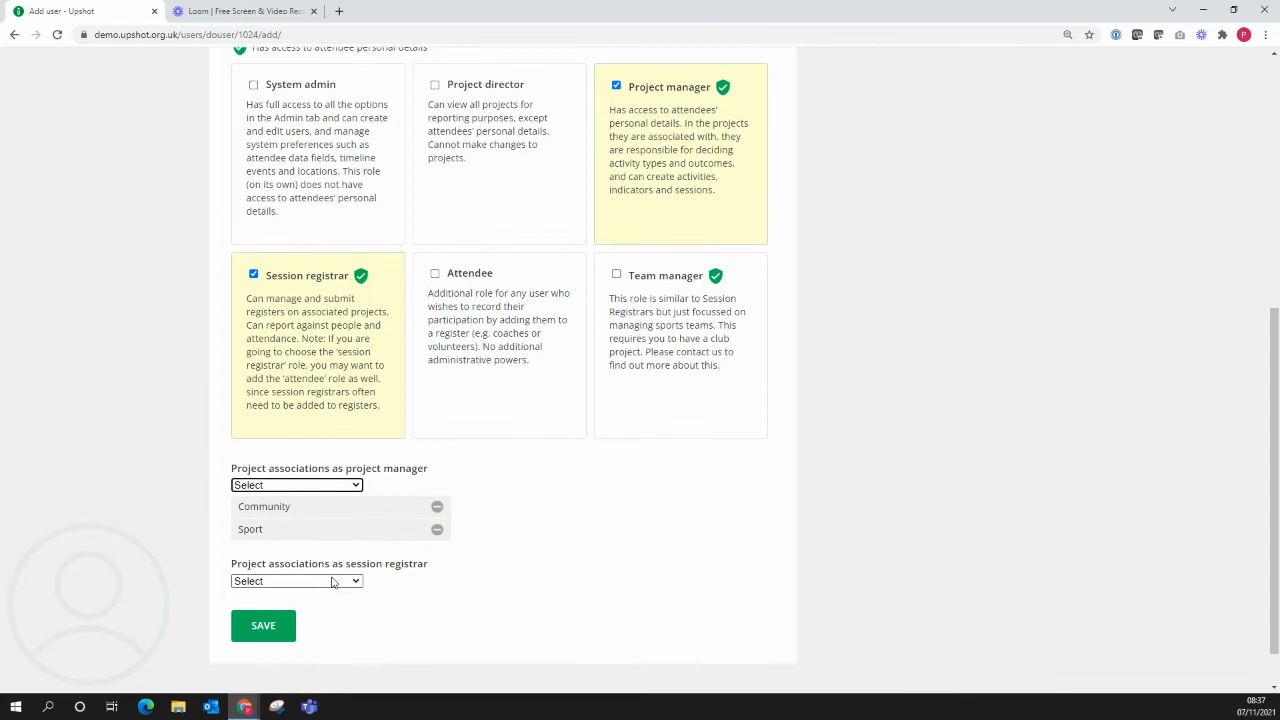 Add user - Upshot
Loom | Free Screen & Video Rec
demo.upshot.org.uk/users/douser/1024/add/
P
Has access to attendee personal details
System admin
Has full access to all the options
in the Admin tab and can create
and edit users, and manage
system preferences such as
attendee data fields, timeline
events and locations. This role
(on its own) does not have
access to attendees' personal
details.
Project director
Can view all projects for
reporting purposes, except
attendees' personal details.
Cannot make changes to
projects.
Project manager
Has access to attendees'
personal details. In the projects
they are associated with, they
are responsible for deciding
activity types and outcomes,
and can create activities,
indicators and sessions.
Session registrar
Can manage and submit
registers on associated projects.
Can report against people and
attendance. Note: If you are
going to choose the 'session
registrar' role, you may want to
add the 'attendee' role as well,
since session registrars often
need to be added to registers.
Attendee
Additional role for any user who
wishes to record their
participation by adding them to
a register (e.g. coaches or
volunteers). No additional
administrative powers.
Team manager
This role is similar to Session
Registrars but just focussed on
managing sports teams. This
requires you to have a club
project. Please contact us to
find out more about this.
Project associations as project manager
Select
Community
Sport
Project associations as session registrar
Select
SAVE
08:37
07/11/2021